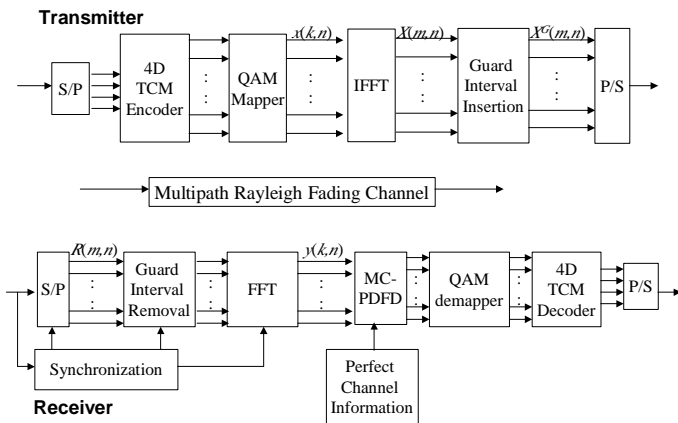 Transmitter
x(k,n)
X(m,n)
X^G(m,n)
S/P
4D
TCM
Encoder
QAM
Mapper
IFFT
Guard
Interval
Insertion
P/S
Multipath Rayleigh Fading Channel
R(m,n)
y(k,n)
S/P
Guard
Interval
Removal
FFT
MC-
PDFD
QAM
demapper
4D
TCM
Decoder
P/S
Synchronization
Perfect
Channel
Information
Receiver